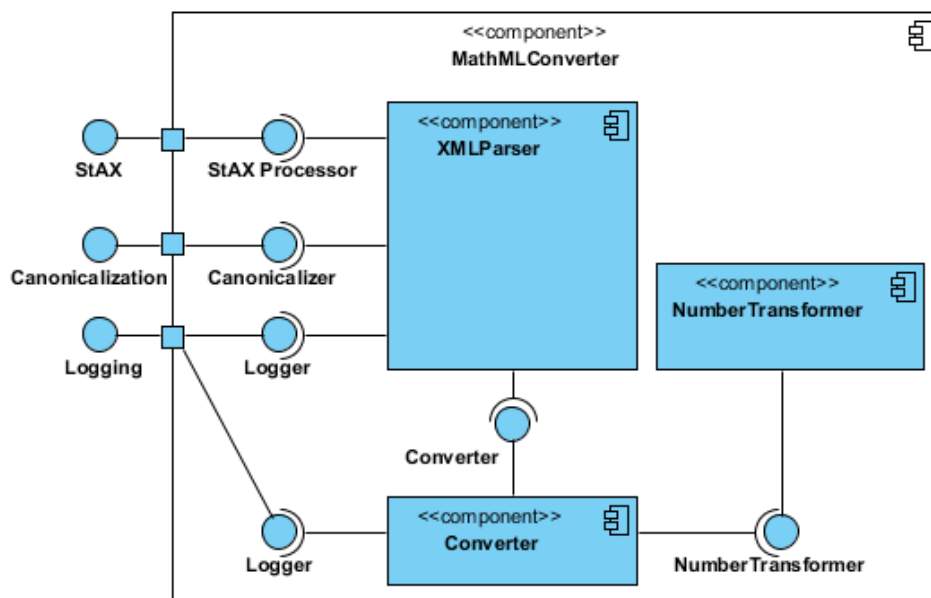 <<component>>
MathMLConverter
<<component>>
XMLParser
StAX
StAX Processor
Canonicalization
Canonicalizer
<<component>>
NumberTransformer
Logging
Logger
Converter
<<component>>
Converter
Logger
NumberTransformer